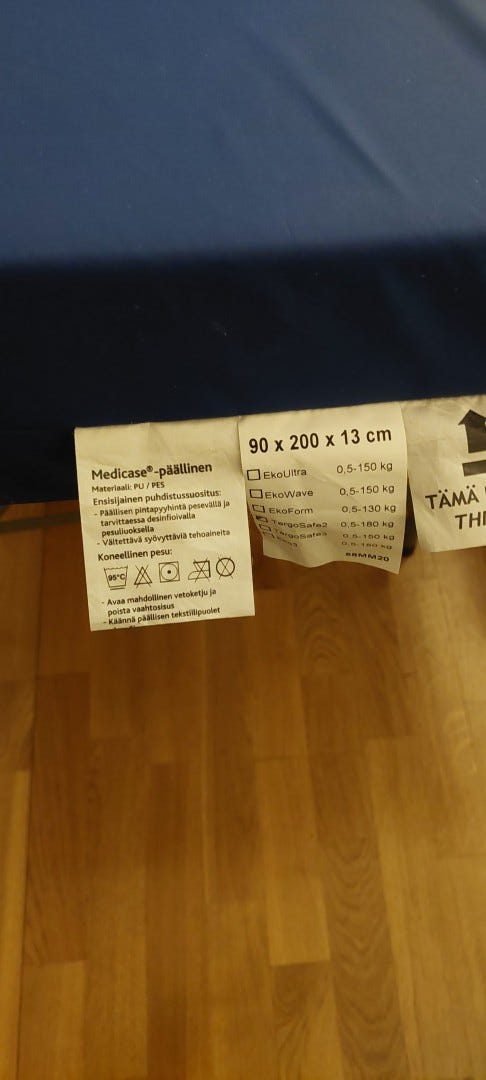 Medicase®-päällinen
Materiaali: PU / PES
Ensisijainen puhdistussuositus:
- Päällisen pintapyyhintä pesevällä ja
tarvittaessa desinfioivalla
pesuliuoksella
- Vältettävä syövyttäviä tehoaineita
Koneellinen pesu:
95°C
- Avaa mahdollinen vetoketju ja
poista vaahtosisus
- Käännä päällisen tekstiilipuolet
90 x 200 x 13 cm
EkoUltra 0,5-150 kg
EkoWave 0,5-150 kg
EkoForm 0,5-130 kg
TargoSafe2 0,5-180 kg
TargoSafe3 0,5-150 kg
0,5-180 kg
TÄMÄ